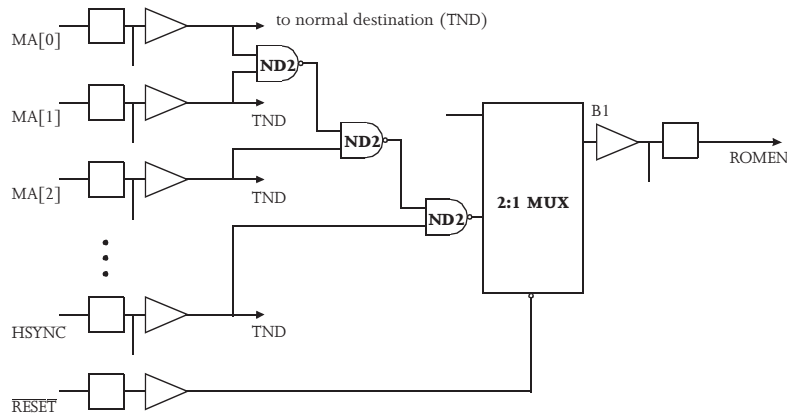 to normal destination (TND)
MA[0]
ND2
MA[1]
TND
B1
ND2
ROMEN
MA[2]
TND
ND2
2:1 MUX
HSYNC
TND
RESET